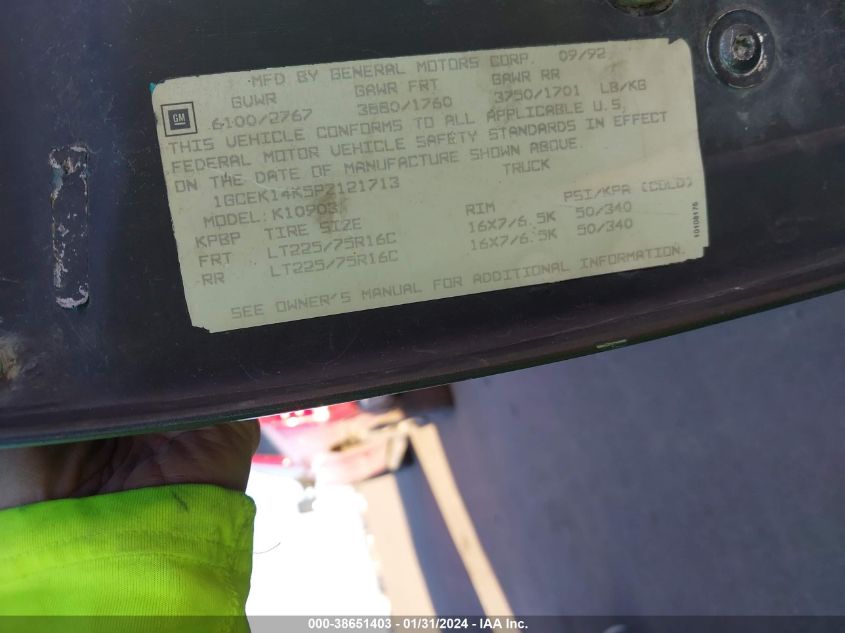 MFD BY GENERAL MOTORS CORP. 09/92
GVWR GAWR FRT GAWR RR
GM 6100/2767 3880/1760 3750/1701 LB/KG
THIS VEHICLE CONFORMS TO ALL APPLICABLE U.S.
FEDERAL MOTOR VEHICLE SAFETY STANDARDS IN EFFECT
ON THE DATE OF MANUFACTURE SHOWN ABOVE.
1GCEK14K5PZ121713 TRUCK
MODEL: K10903
KPBP TIRE SIZE RIM PSI/KPA (COLD)
FRT LT225/75R16C 16X7/6.5K 50/340
RR LT225/75R16C 16X7/6.5K 50/340
SEE OWNER'S MANUAL FOR ADDITIONAL INFORMATION.
10108176
000-38651403 - 01/31/2024 - IAA Inc.